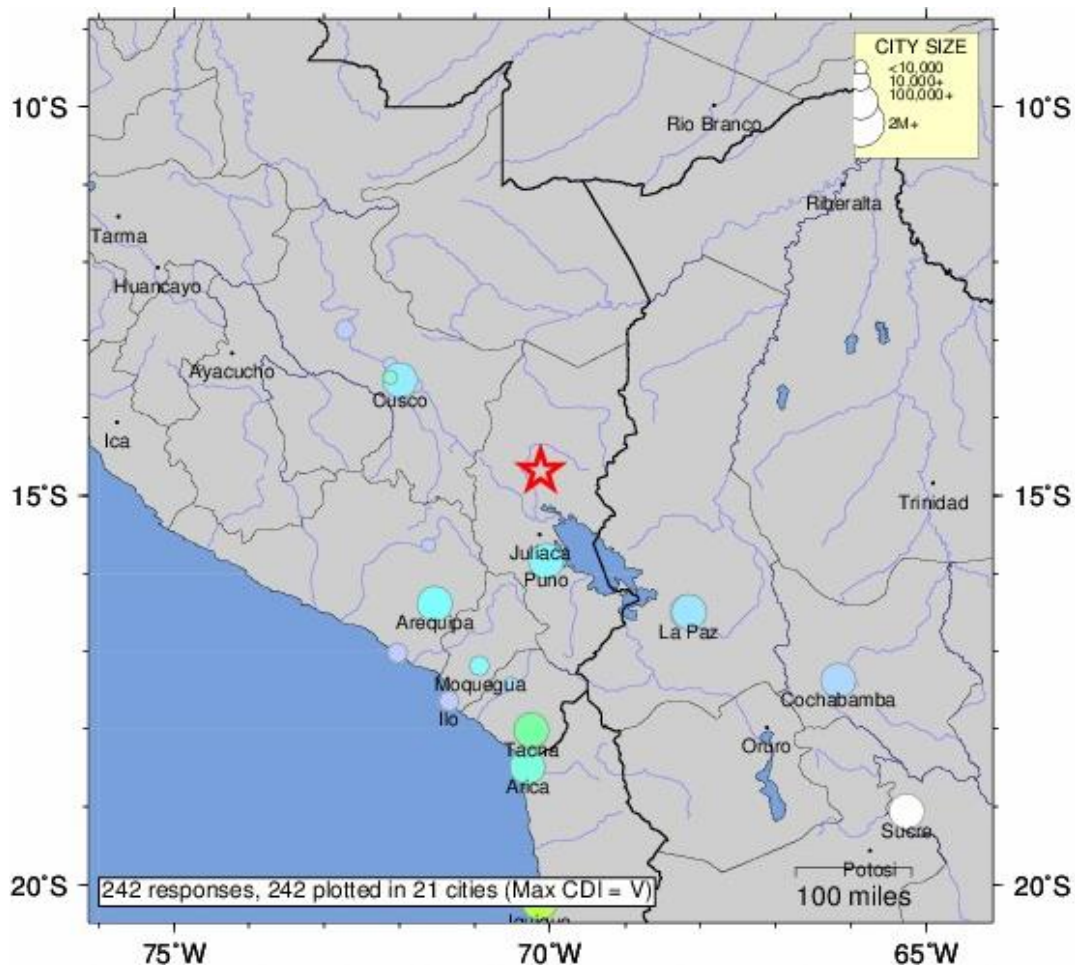 CITY SIZE
<10,000
10,000+
100,000+
2M+
10°S
10°S
Rio Branco
Riberalta
Tarma
Huancayo
Ayacucho
Cusco
Ica
15°S
15°S
Trinidad
Juliaca
Puno
Arequipa
La Paz
Moquegua
Cochabamba
Ilo
Tacna
Oruro
Arica
Sucre
Potosi
242 responses, 242 plotted in 21 cities (Max CDI = V)
20°S
20°S
100 miles
Iquique
75°W
70°W
65°W